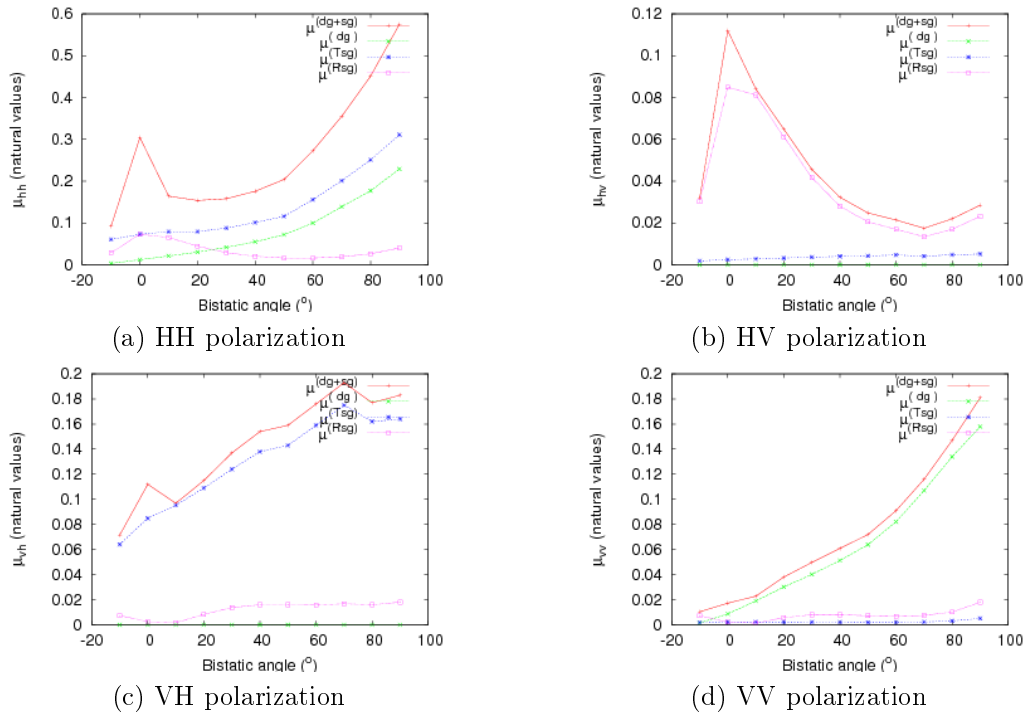 0.6
0.5
0.4
0.3
0.2
0.1
0
-20 0 20 40 60 80 100
μhh (natural values)
Bistatic angle (o)
μ(dg+sg)
μ( dg )
μ(Tsg)
μ(Rsg)
(a) HH polarization
0.12
0.1
0.08
0.06
0.04
0.02
0
-20 0 20 40 60 80 100
μhv (natural values)
Bistatic angle (o)
μ(dg+sg)
μ( dg )
μ(Tsg)
μ(Rsg)
(b) HV polarization
0.2
0.18
0.16
0.14
0.12
0.1
0.08
0.06
0.04
0.02
0
-20 0 20 40 60 80 100
μvh (natural values)
Bistatic angle (o)
μ(dg+sg)
μ( dg )
μ(Tsg)
μ(Rsg)
(c) VH polarization
0.2
0.18
0.16
0.14
0.12
0.1
0.08
0.06
0.04
0.02
0
-20 0 20 40 60 80 100
μvv (natural values)
Bistatic angle (o)
μ(dg+sg)
μ( dg )
μ(Tsg)
μ(Rsg)
(d) VV polarization